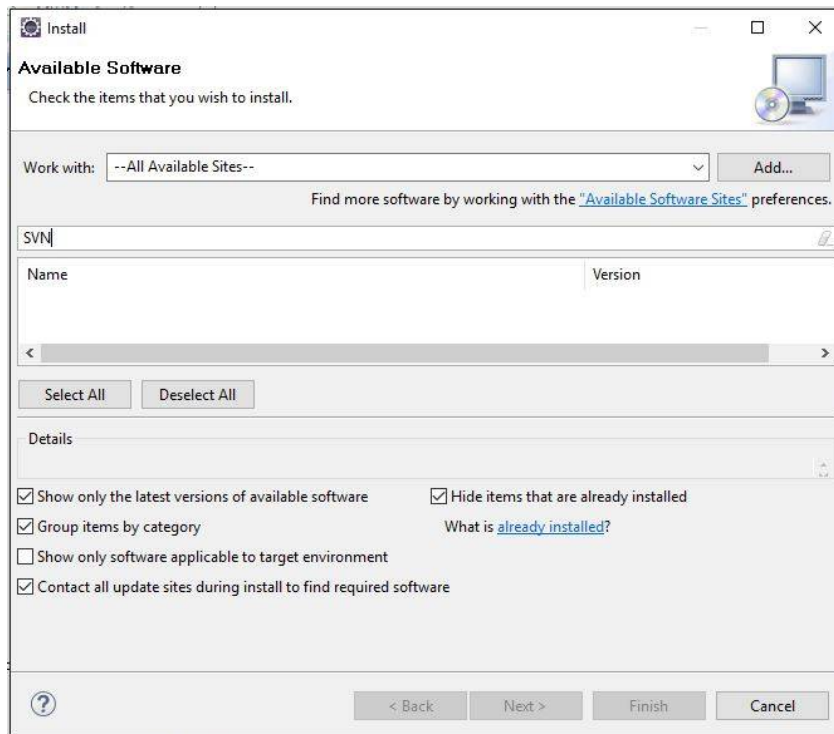 Install
Available Software
Check the items that you wish to install.
Work with: --All Available Sites-- Add...
Find more software by working with the "Available Software Sites" preferences.
SVN
Name Version
Select All Deselect All
Details
Show only the latest versions of available software Hide items that are already installed
Group items by category What is already installed?
Show only software applicable to target environment
Contact all update sites during install to find required software
? < Back Next > Finish Cancel